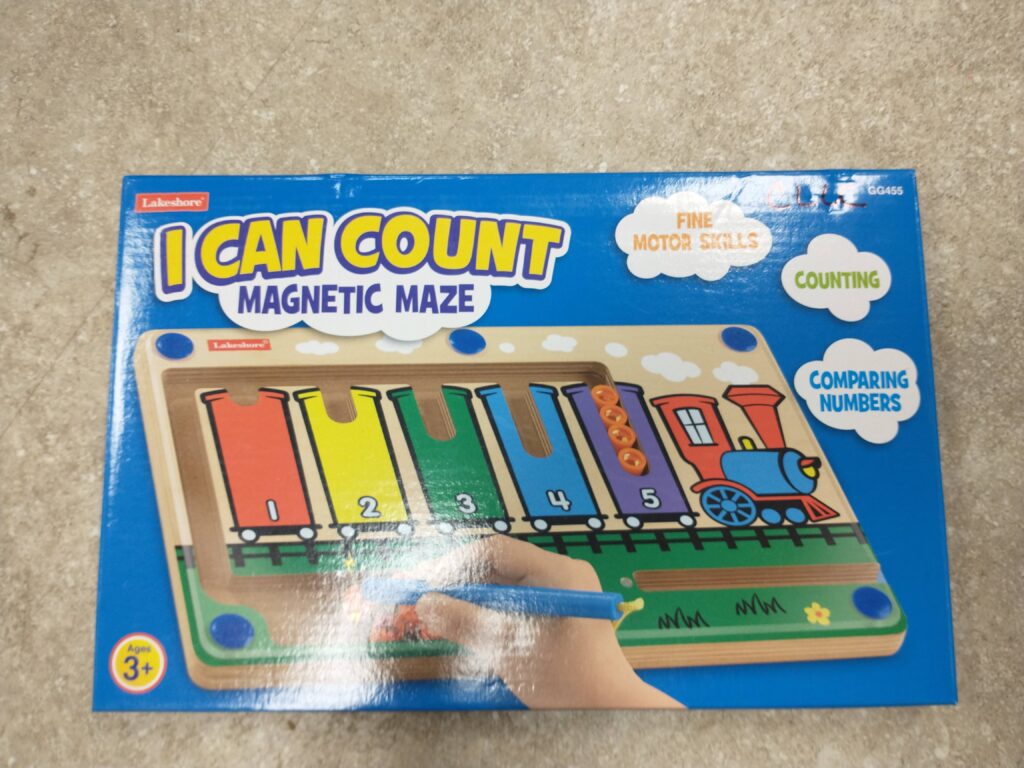 Lakeshore
GG455
I CAN COUNT
MAGNETIC MAZE
FINE
MOTOR SKILLS
COUNTING
COMPARING
NUMBERS
Lakeshore
1
2
3
4
5
Ages
3+